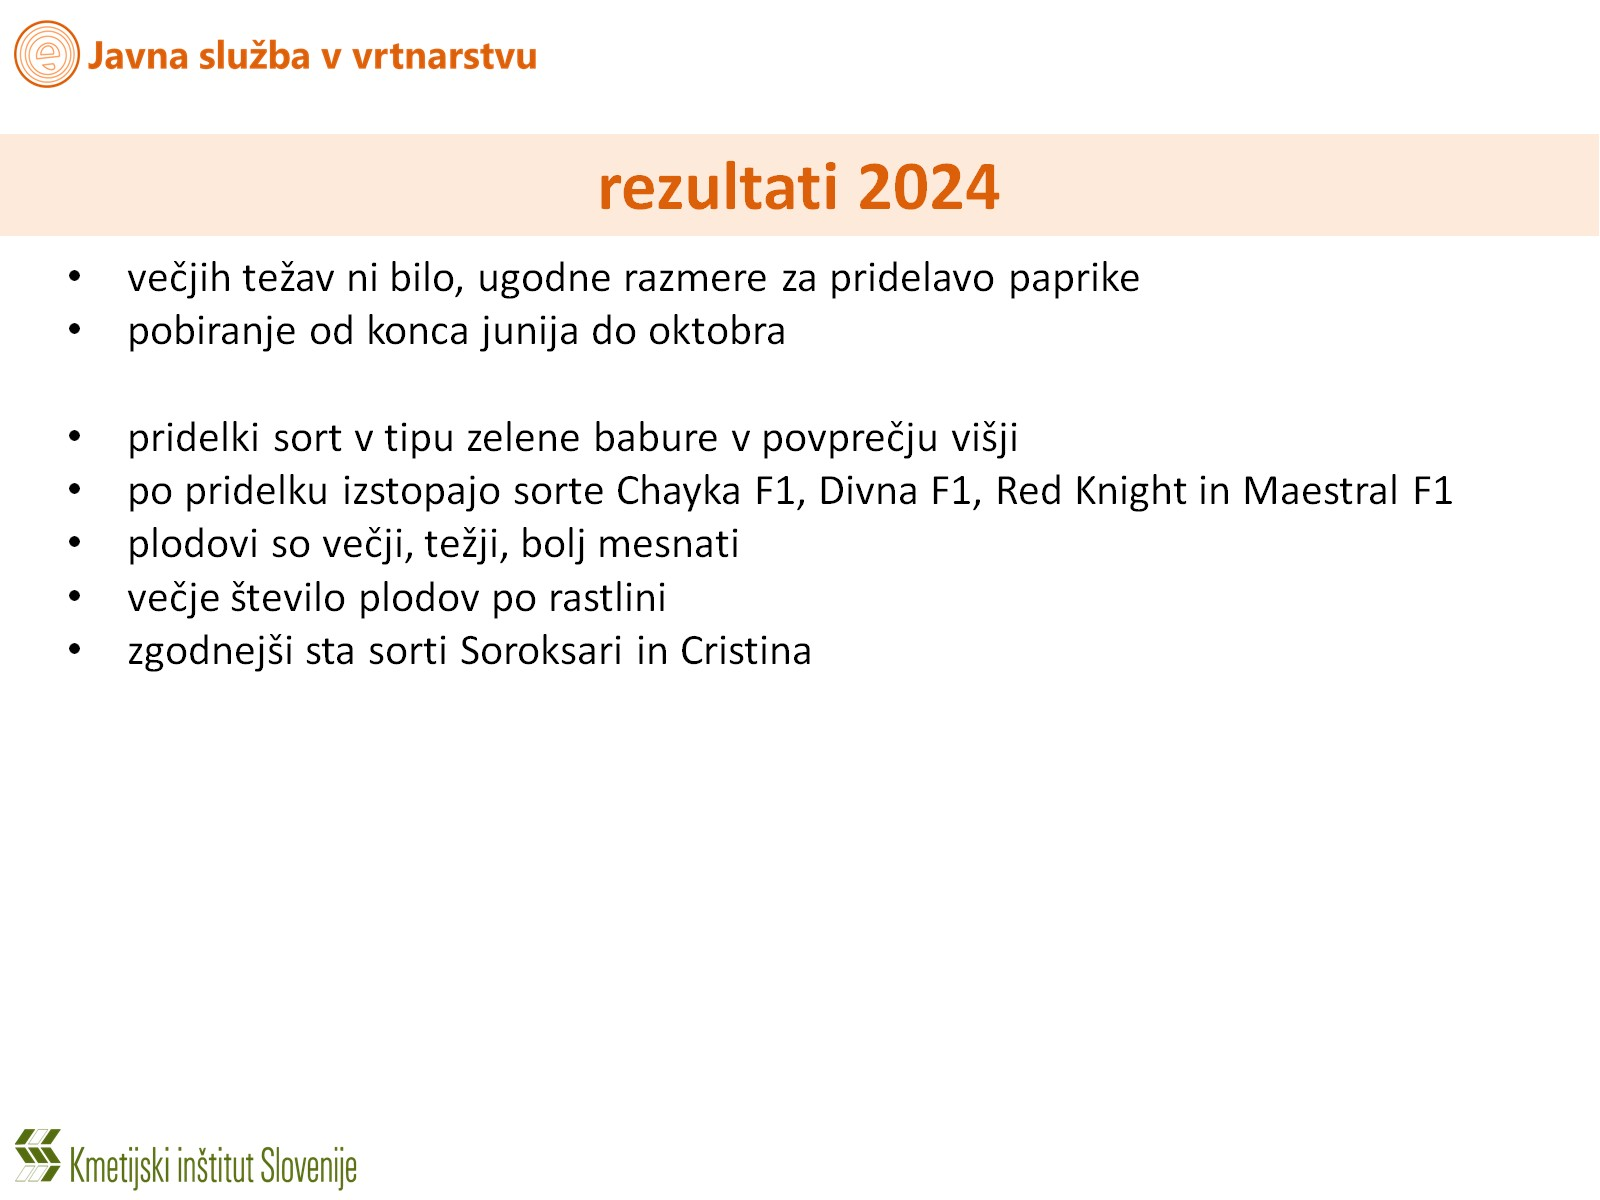 Javna služba v vrtnarstvu
rezultati 2024
• večjih težav ni bilo, ugodne razmere za pridelavo paprike
• pobiranje od konca junija do oktobra
• pridelki sort v tipu zelene babure v povprečju višji
• po pridelku izstopajo sorte Chayka F1, Divna F1, Red Knight in Maestral F1
• plodovi so večji, težji, bolj mesnati
• večje število plodov po rastlini
• zgodnejši sta sorti Soroksari in Cristina
Kmetijski inštitut Slovenije